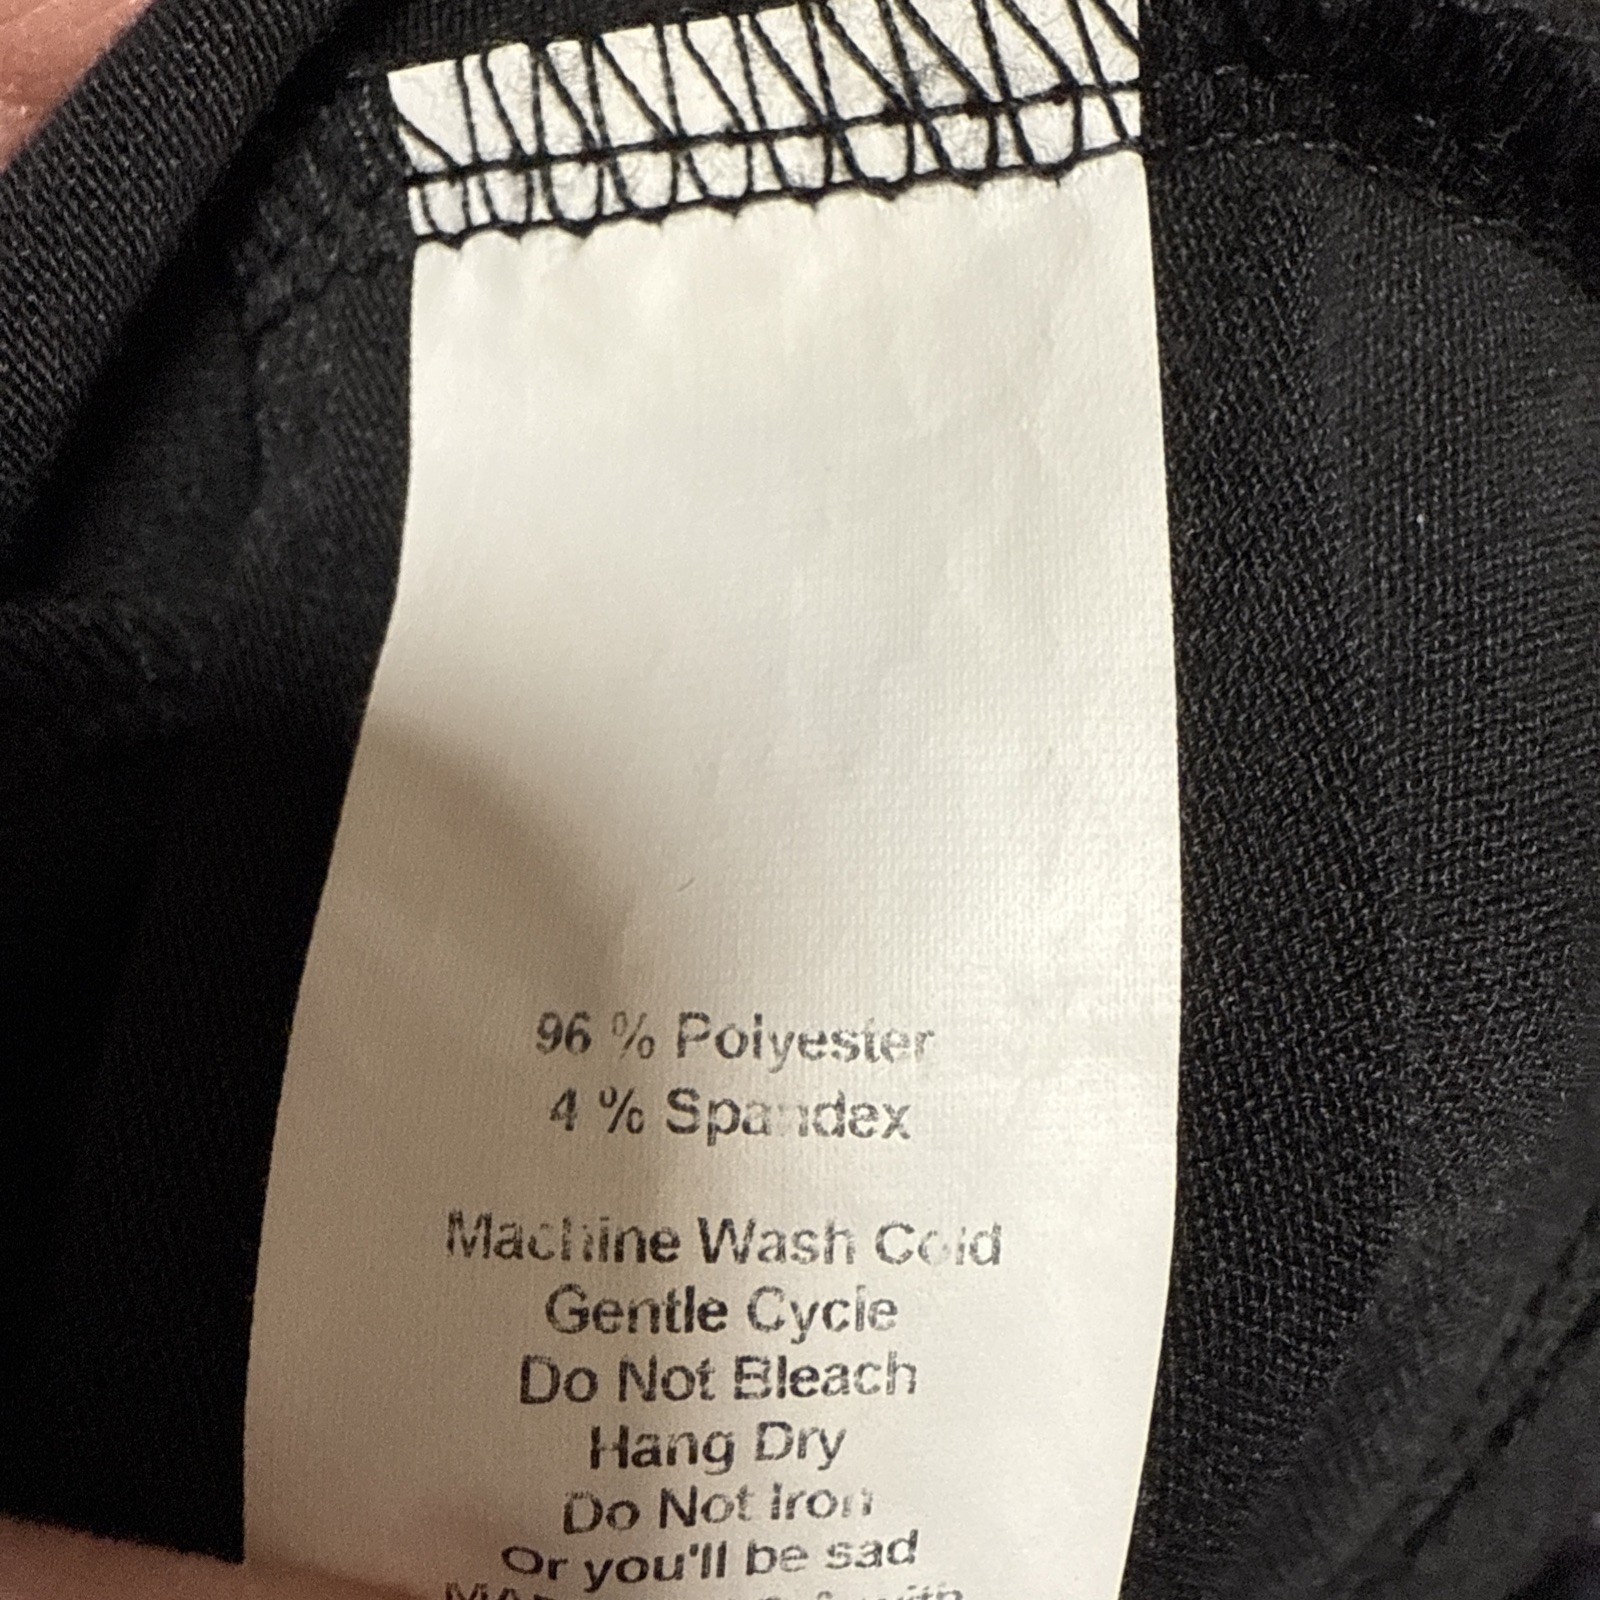 96 % Polyester
4 % Spandex
Machine Wash Cold
Gentle Cycle
Do Not Bleach
Hang Dry
Do Not Iron
Or you'll be sad
with